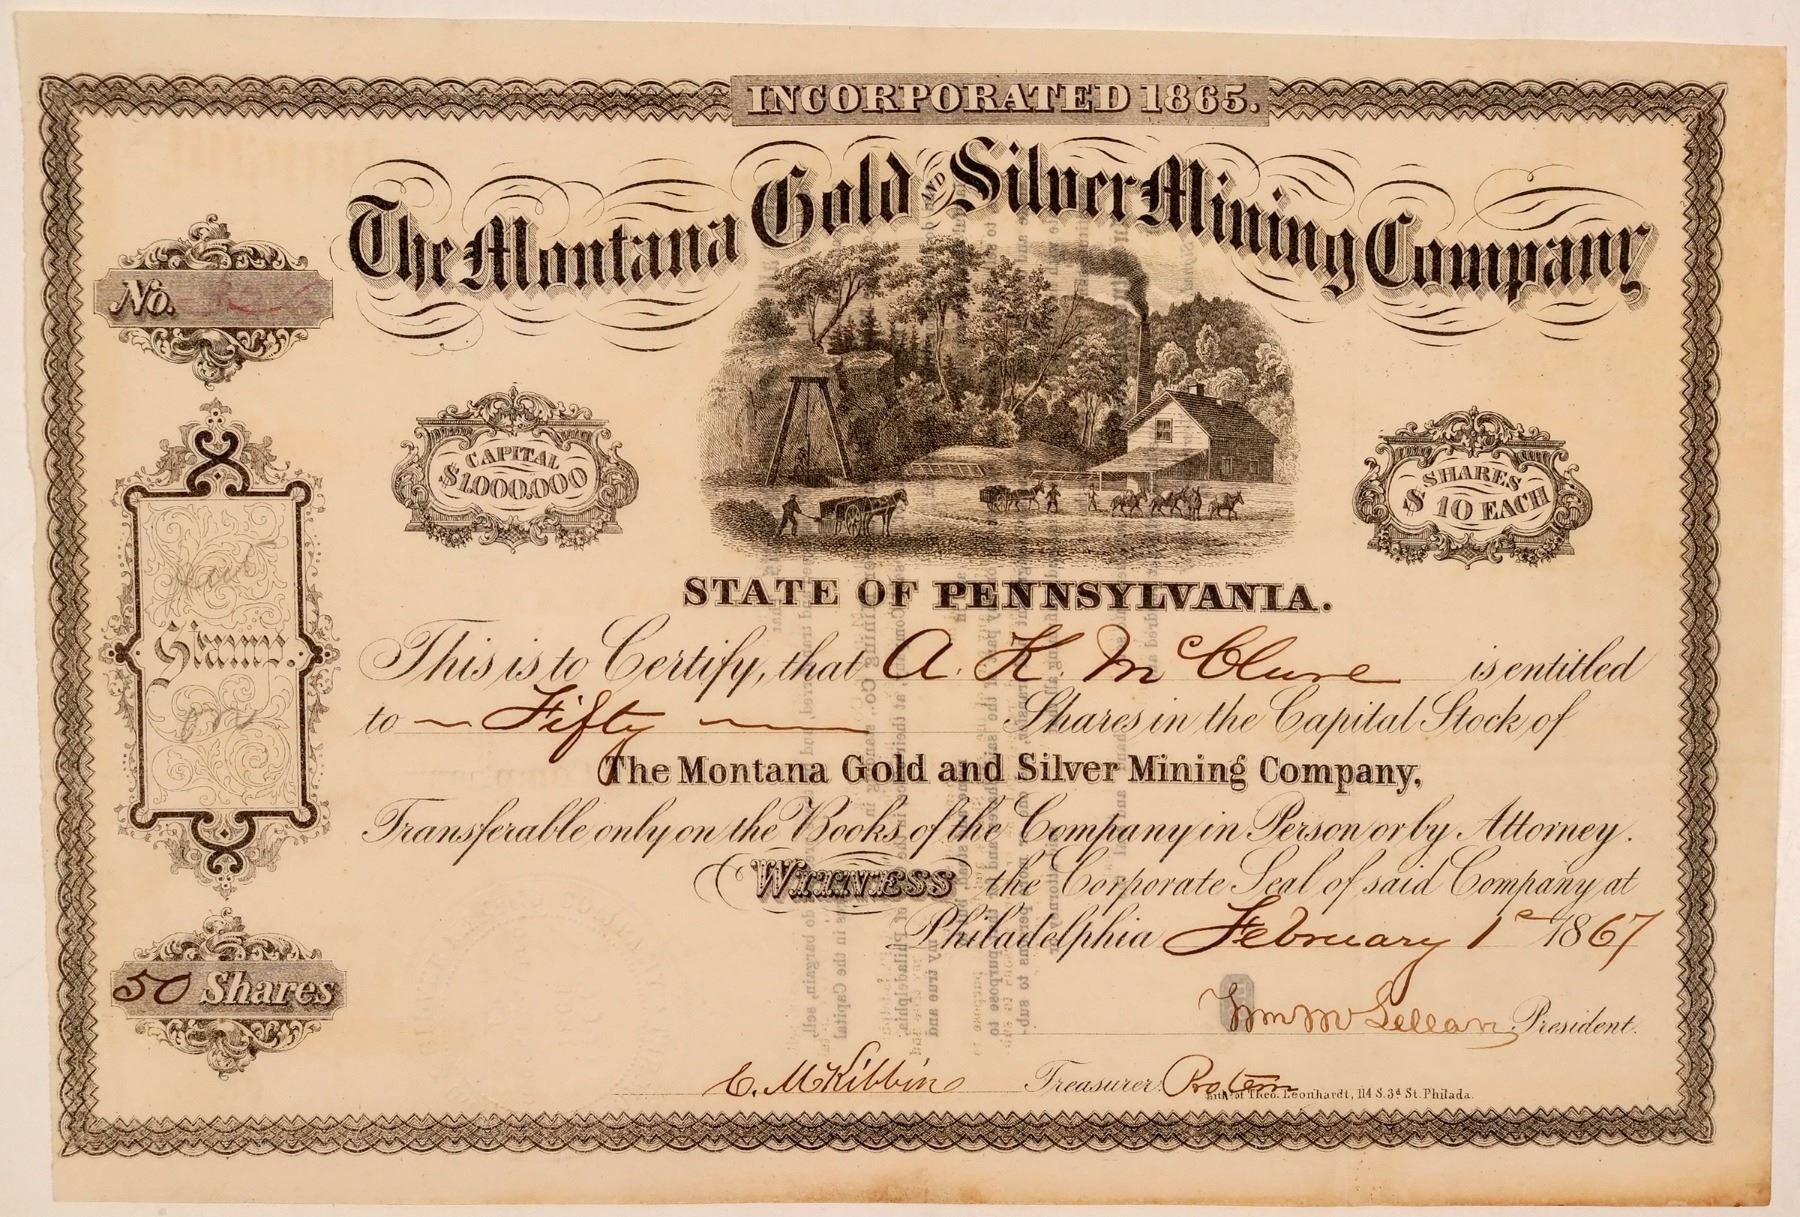 INCORPORATED 1865.
The Montana Gold AND Silver Mining Company
No.
CAPITAL
$1,000,000
SHARES
$10 EACH
STATE OF PENNSYLVANIA.
This is to Certify, that A. K. McClure is entitled
to Fifty Shares in the Capital Stock of
The Montana Gold and Silver Mining Company,
Transferable only on the Books of the Company in Person or by Attorney.
WITNESS the Corporate Seal of said Company at
Philadelphia February 1st 1867
Stamp.
50 Shares
Wm McLellan President.
C. McKibbin Treasurer Protem
Lith. of Theo. Leonhardt, 114 S. 3d St. Philada.